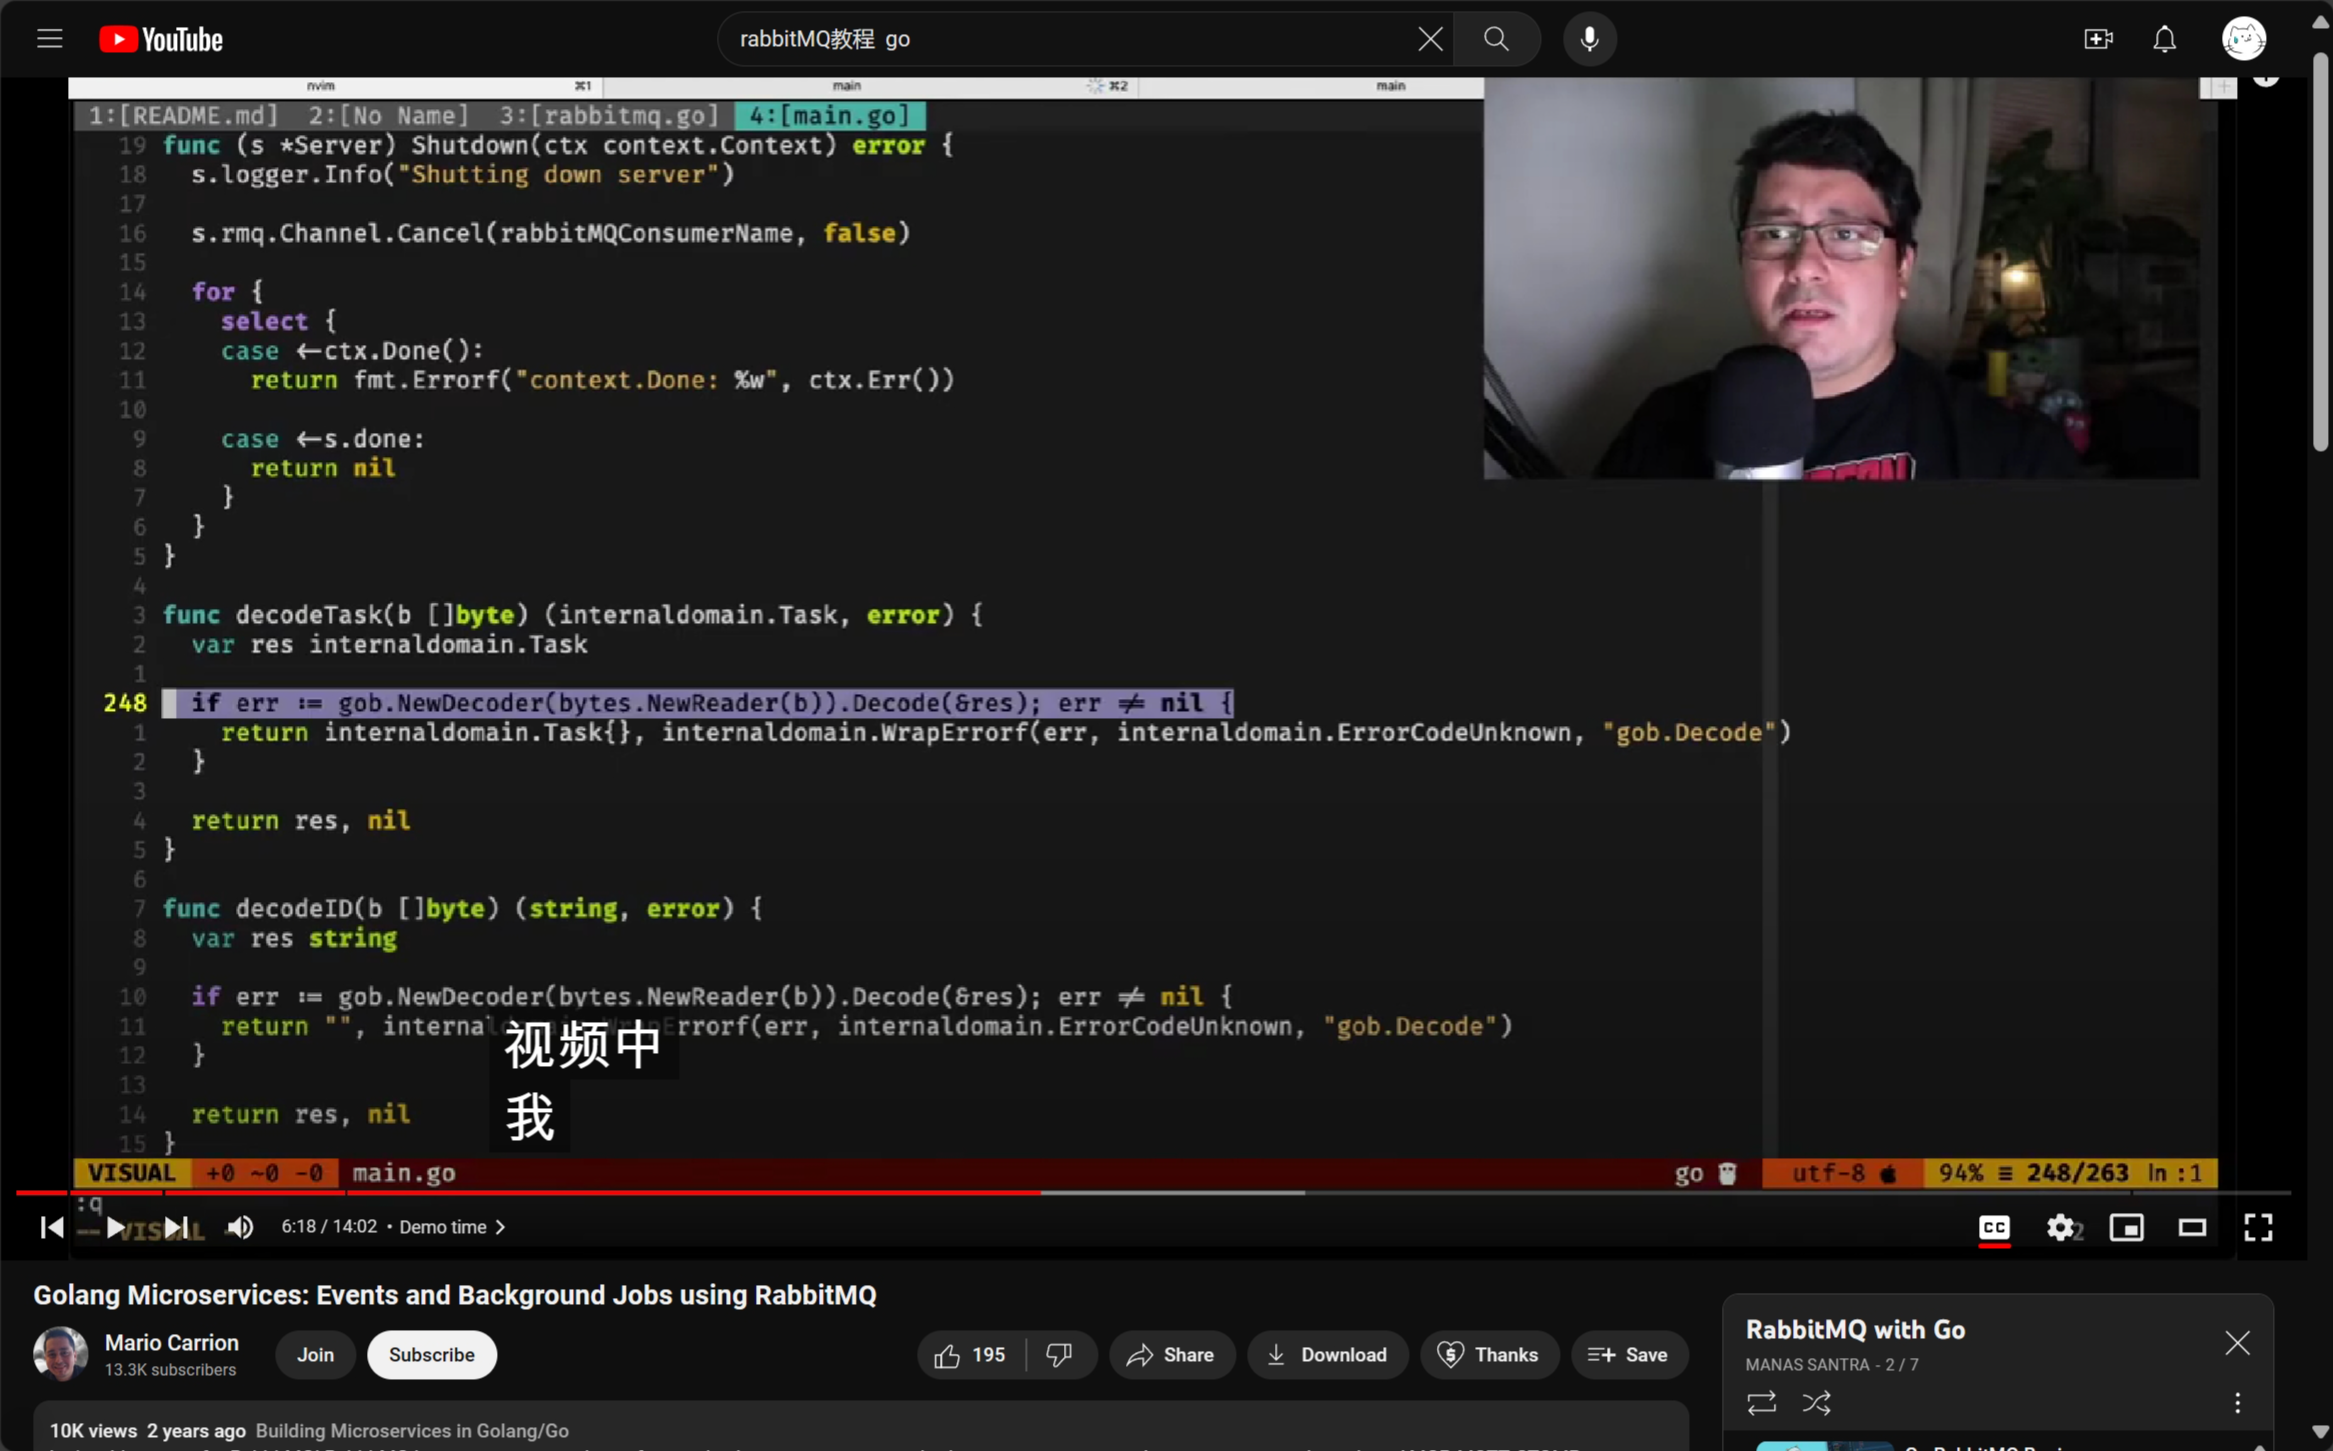 YouTube
rabbitMQ教程 go
nvim ⌘1 main ⌘2 main
1:[README.md] 2:[No Name] 3:[rabbitmq.go] 4:[main.go]
19 func (s *Server) Shutdown(ctx context.Context) error {
18 s.logger.Info("Shutting down server")
17
16 s.rmq.Channel.Cancel(rabbitMQConsumerName, false)
15
14 for {
13 select {
12 case <-ctx.Done():
11 return fmt.Errorf("context.Done: %w", ctx.Err())
10
9 case <-s.done:
8 return nil
7 }
6 }
5 }
4
3 func decodeTask(b []byte) (internaldomain.Task, error) {
2 var res internaldomain.Task
1
248 if err := gob.NewDecoder(bytes.NewReader(b)).Decode(&res); err ≠ nil {
1 return internaldomain.Task{}, internaldomain.WrapErrorf(err, internaldomain.ErrorCodeUnknown, "gob.Decode")
2 }
3
4 return res, nil
5 }
6
7 func decodeID(b []byte) (string, error) {
8 var res string
9
10 if err := gob.NewDecoder(bytes.NewReader(b)).Decode(&res); err ≠ nil {
11 return "", internaldomain.WrapErrorf(err, internaldomain.ErrorCodeUnknown, "gob.Decode")
视频中
12 }
13
我
14 return res, nil
15 }
VISUAL +0 ~0 -0 main.go go utf-8 94% ≡ 248/263 ln :1
:q
-- VISUAL
6:18 / 14:02 • Demo time
CC
2
Golang Microservices: Events and Background Jobs using RabbitMQ
Mario Carrion
13.3K subscribers
Join
Subscribe
195
Share
Download
Thanks
Save
10K views 2 years ago Building Microservices in Golang/Go
RabbitMQ with Go
MANAS SANTRA - 2 / 7